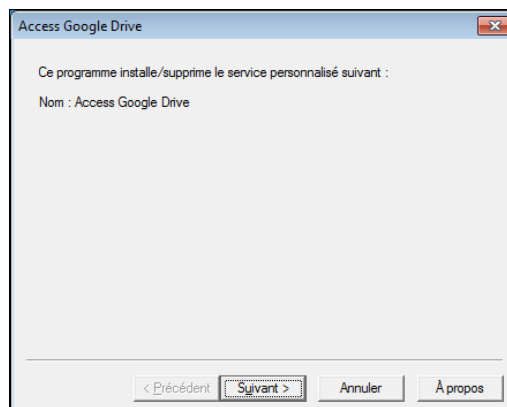 Access Google Drive
Ce programme installe/supprime le service personnalisé suivant :
Nom : Access Google Drive
< Précédent
Suivant >
Annuler
À propos